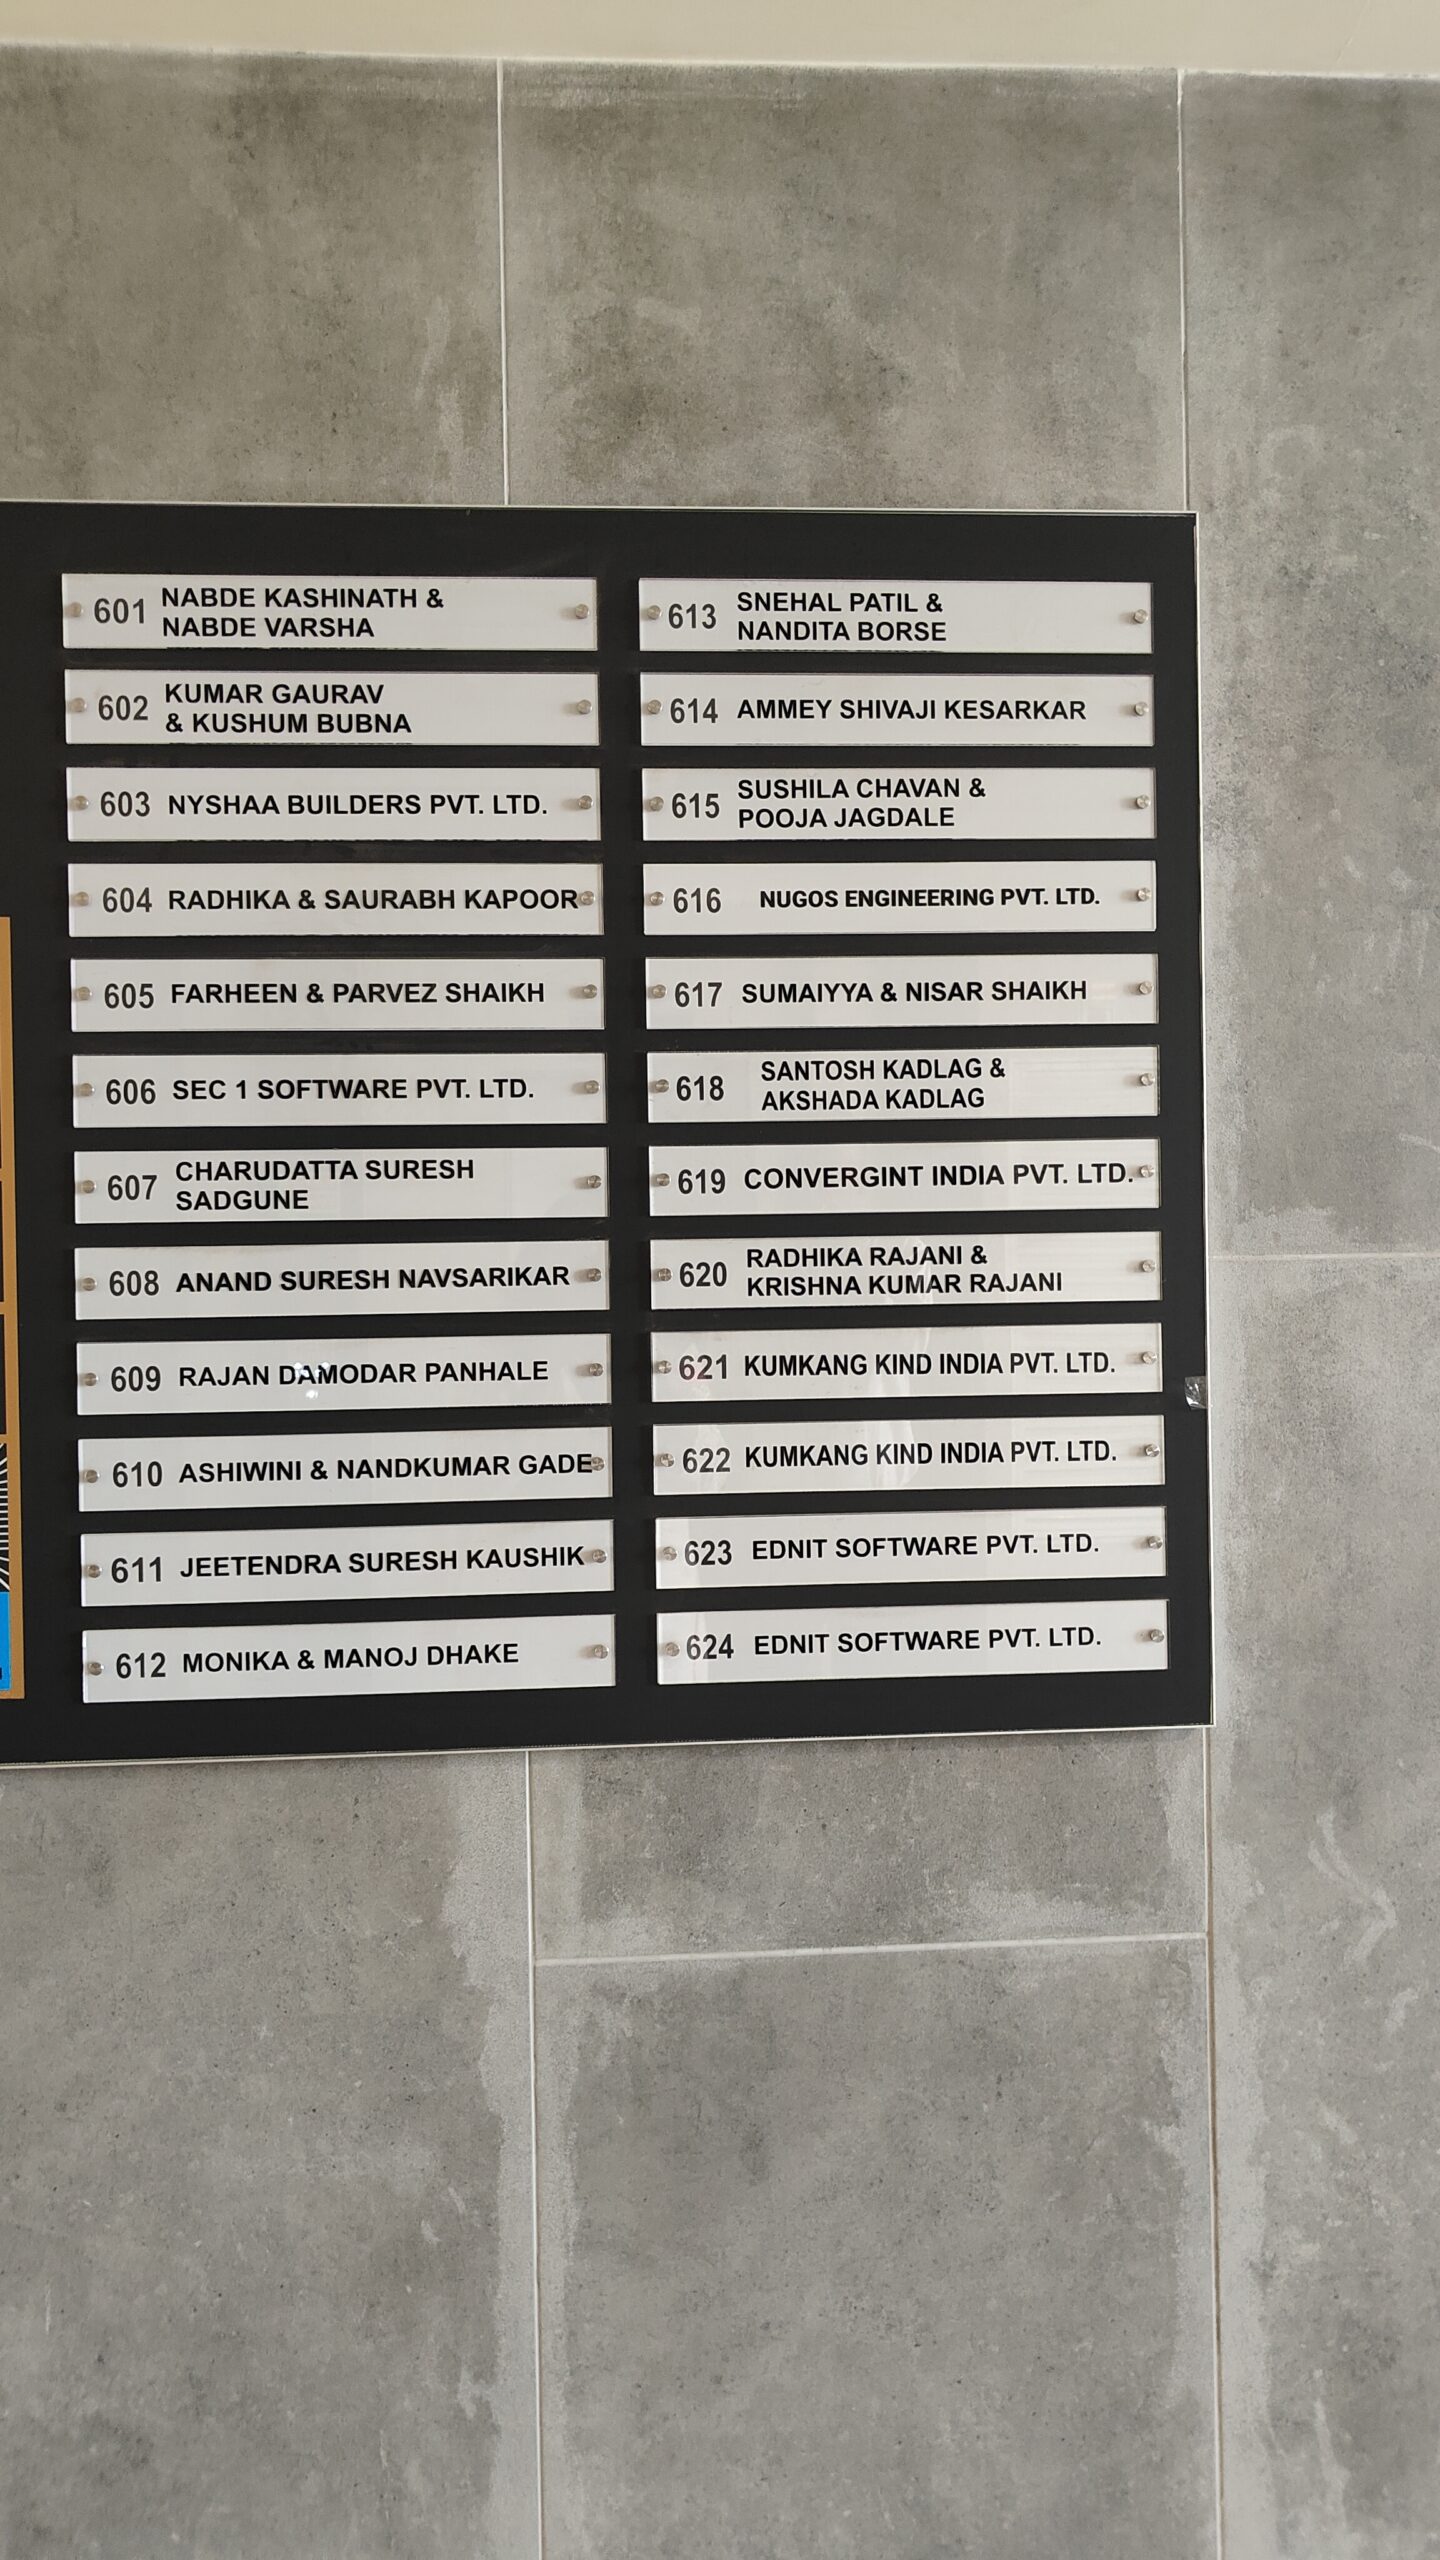 601 NABDE KASHINATH &
NABDE VARSHA
602 KUMAR GAURAV
& KUSHUM BUBNA
603 NYSHAA BUILDERS PVT. LTD.
604 RADHIKA & SAURABH KAPOOR
605 FARHEEN & PARVEZ SHAIKH
606 SEC 1 SOFTWARE PVT. LTD.
607 CHARUDATTA SURESH
SADGUNE
608 ANAND SURESH NAVSARIKAR
609 RAJAN DAMODAR PANHALE
610 ASHIWINI & NANDKUMAR GADE
611 JEETENDRA SURESH KAUSHIK
612 MONIKA & MANOJ DHAKE
613 SNEHAL PATIL &
NANDITA BORSE
614 AMMEY SHIVAJI KESARKAR
615 SUSHILA CHAVAN &
POOJA JAGDALE
616 NUGOS ENGINEERING PVT. LTD.
617 SUMAIYYA & NISAR SHAIKH
618 SANTOSH KADLAG &
AKSHADA KADLAG
619 CONVERGINT INDIA PVT. LTD.
620 RADHIKA RAJANI &
KRISHNA KUMAR RAJANI
621 KUMKANG KIND INDIA PVT. LTD.
622 KUMKANG KIND INDIA PVT. LTD.
623 EDNIT SOFTWARE PVT. LTD.
624 EDNIT SOFTWARE PVT. LTD.